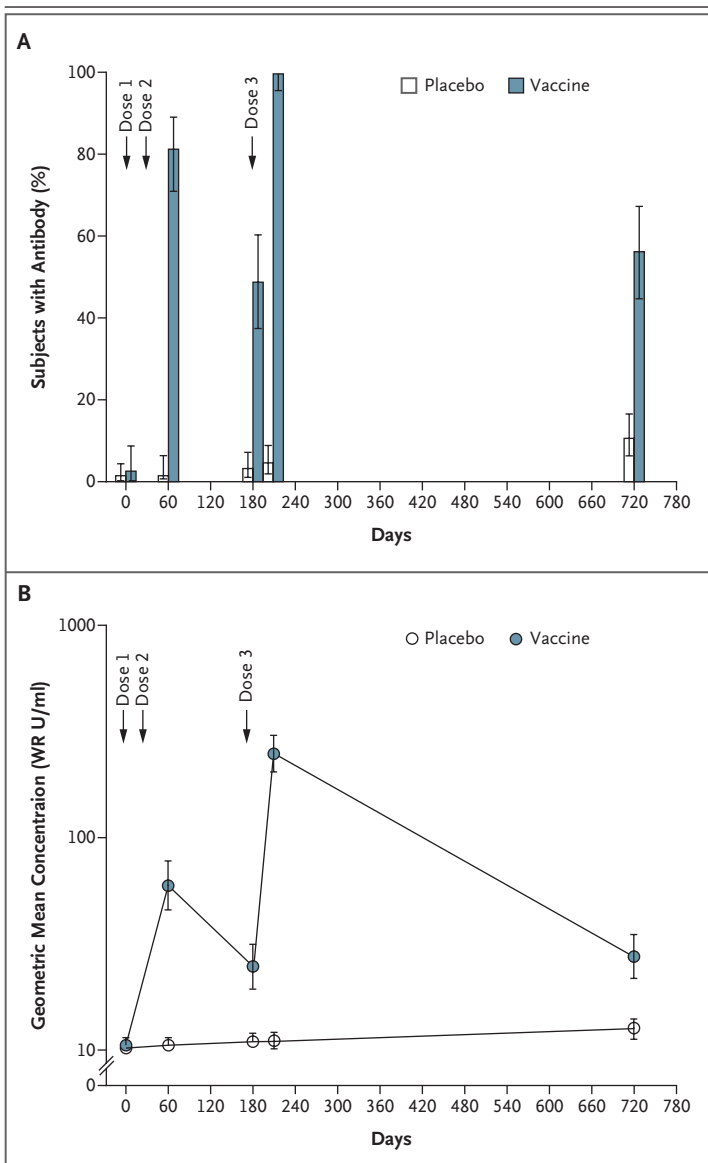 A
Subjects with Antibody (%)
100
80
60
40
20
0
Dose 1
Dose 2
Dose 3
Placebo
Vaccine
0 60 120 180 240 300 360 420 480 540 600 660 720 780
Days
B
Geometric Mean Concentraion (WR U/ml)
1000
100
10
0
Dose 1
Dose 2
Dose 3
Placebo
Vaccine
0 60 120 180 240 300 360 420 480 540 600 660 720 780
Days